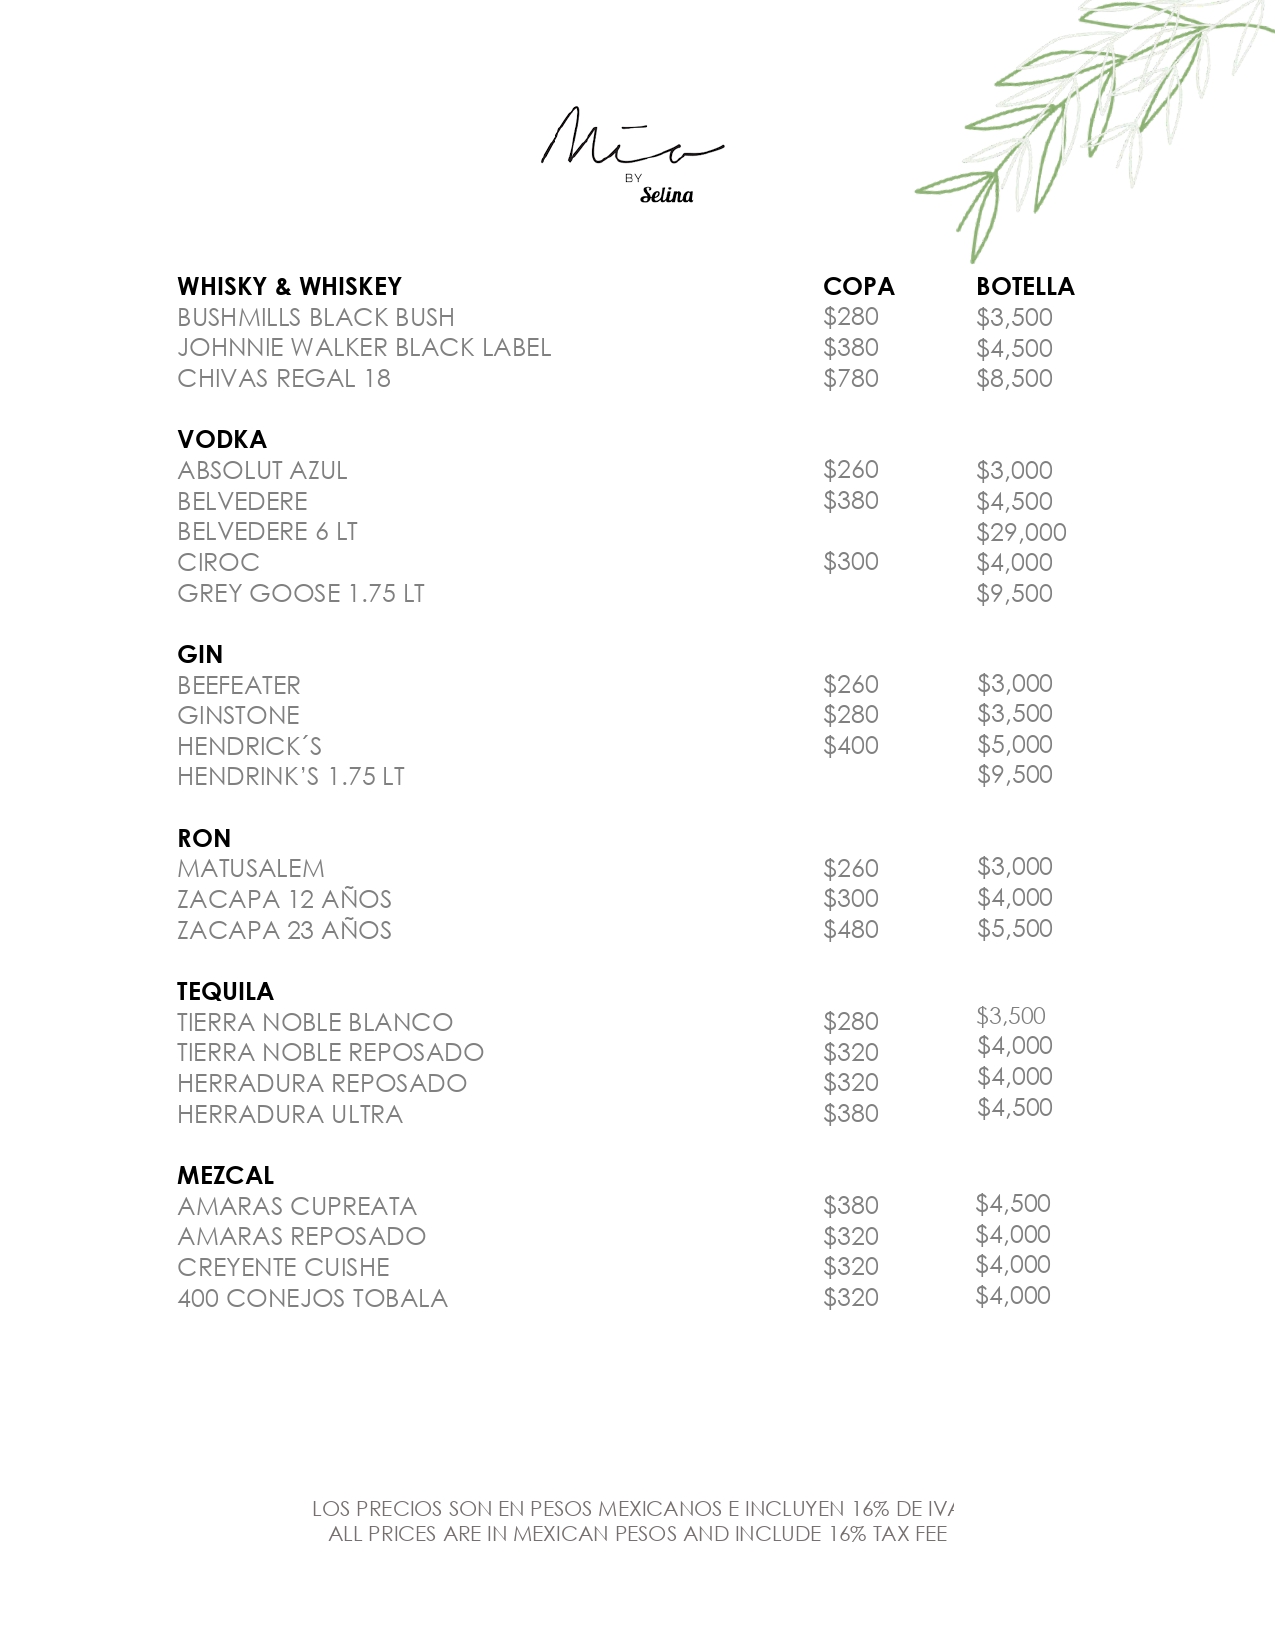 Mío
BY
Selina
WHISKY & WHISKEY COPA BOTELLA
BUSHMILLS BLACK BUSH $280 $3,500
JOHNNIE WALKER BLACK LABEL $380 $4,500
CHIVAS REGAL 18 $780 $8,500
VODKA
ABSOLUT AZUL $260 $3,000
BELVEDERE $380 $4,500
BELVEDERE 6 LT $29,000
CIROC $300 $4,000
GREY GOOSE 1.75 LT $9,500
GIN
BEEFEATER $260 $3,000
GINSTONE $280 $3,500
HENDRICK´S $400 $5,000
HENDRINK’S 1.75 LT $9,500
RON
MATUSALEM $260 $3,000
ZACAPA 12 AÑOS $300 $4,000
ZACAPA 23 AÑOS $480 $5,500
TEQUILA
TIERRA NOBLE BLANCO $280 $3,500
TIERRA NOBLE REPOSADO $320 $4,000
HERRADURA REPOSADO $320 $4,000
HERRADURA ULTRA $380 $4,500
MEZCAL
AMARAS CUPREATA $380 $4,500
AMARAS REPOSADO $320 $4,000
CREYENTE CUISHE $320 $4,000
400 CONEJOS TOBALA $320 $4,000
LOS PRECIOS SON EN PESOS MEXICANOS E INCLUYEN 16% DE IVA
ALL PRICES ARE IN MEXICAN PESOS AND INCLUDE 16% TAX FEE